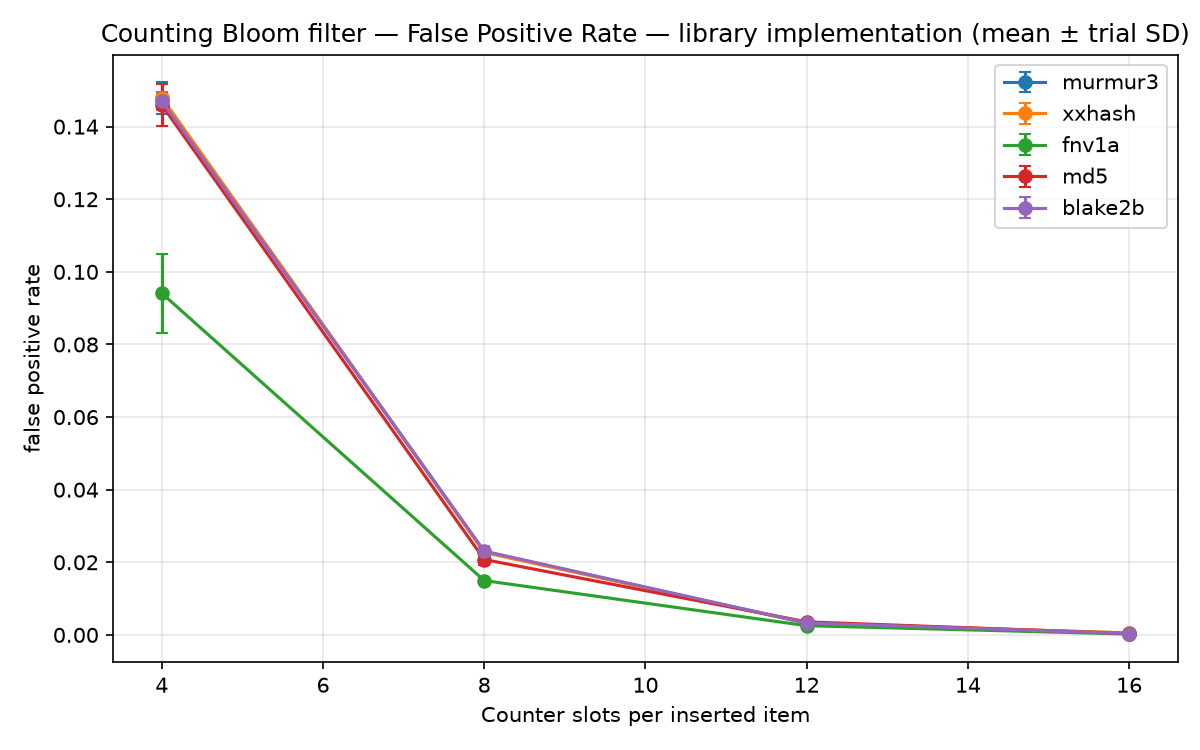 Counting Bloom filter — False Positive Rate — library implementation (mean ± trial SD)
murmur3
xxhash
fnv1a
md5
blake2b
false positive rate
0.14
0.12
0.10
0.08
0.06
0.04
0.02
0.00
4
6
8
10
12
14
16
Counter slots per inserted item